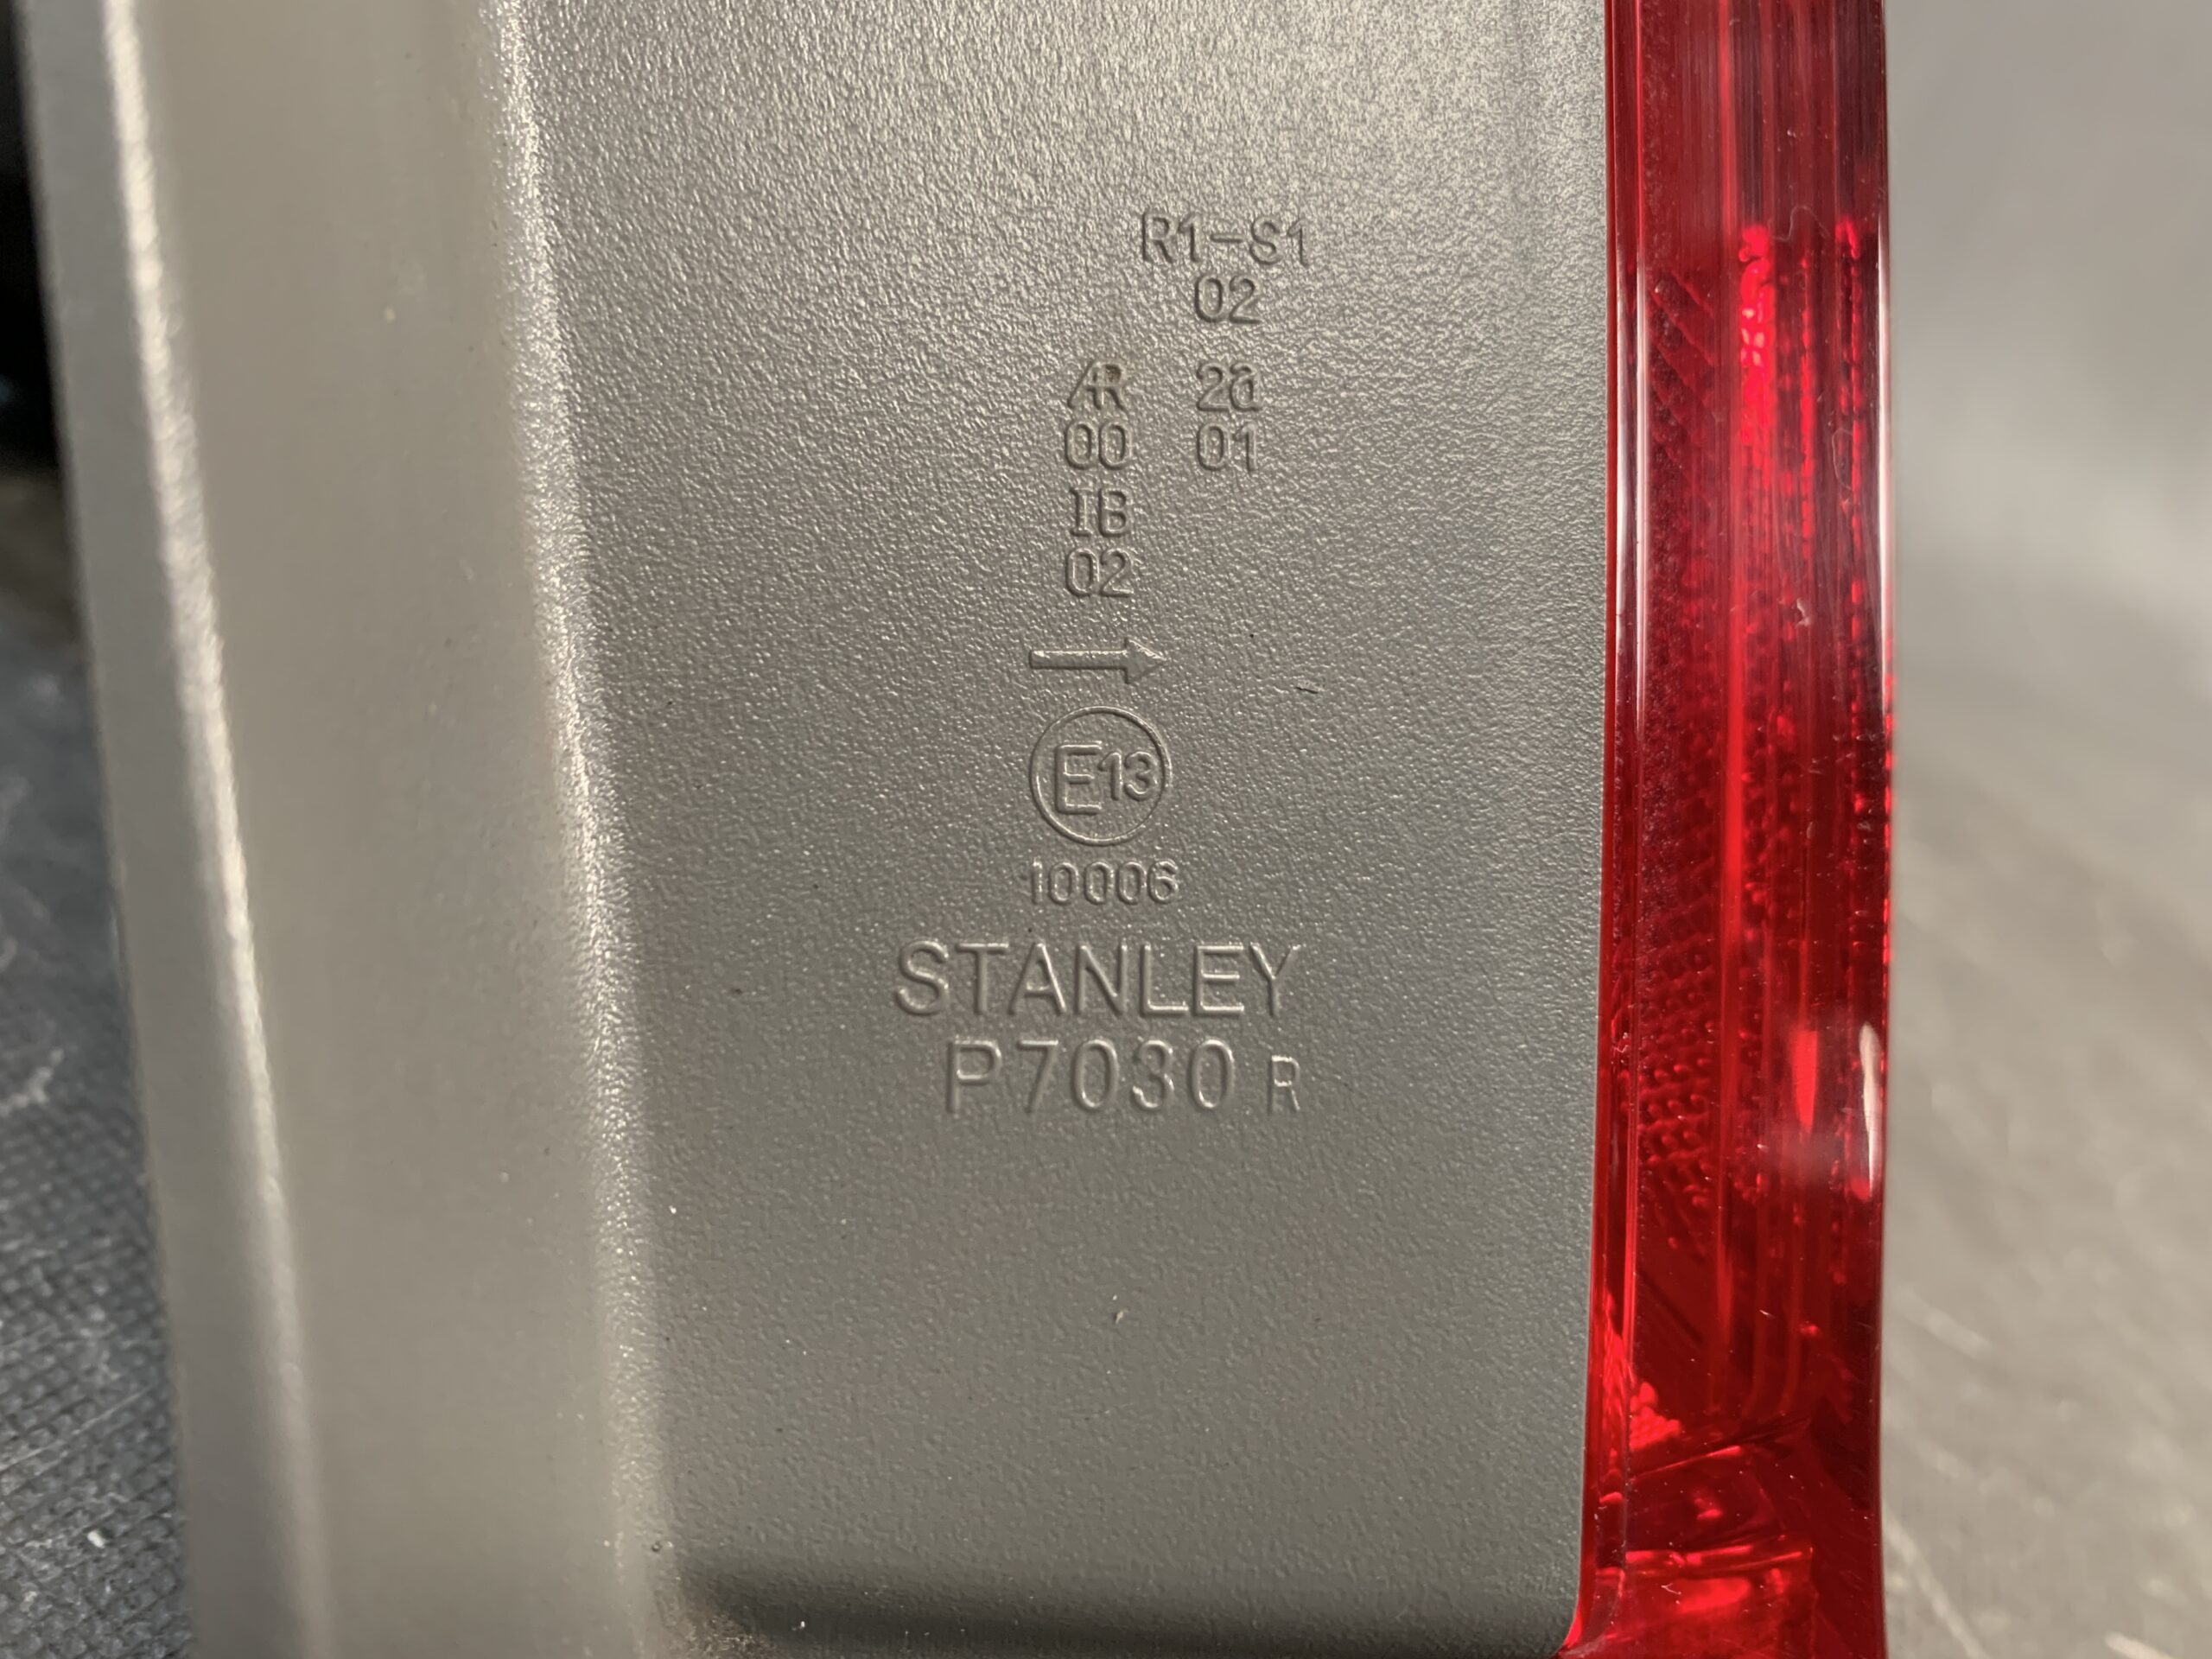 R1-S1
02
AR 2a
00 01
IB
02
→
E13
10006
STANLEY
P7030 R